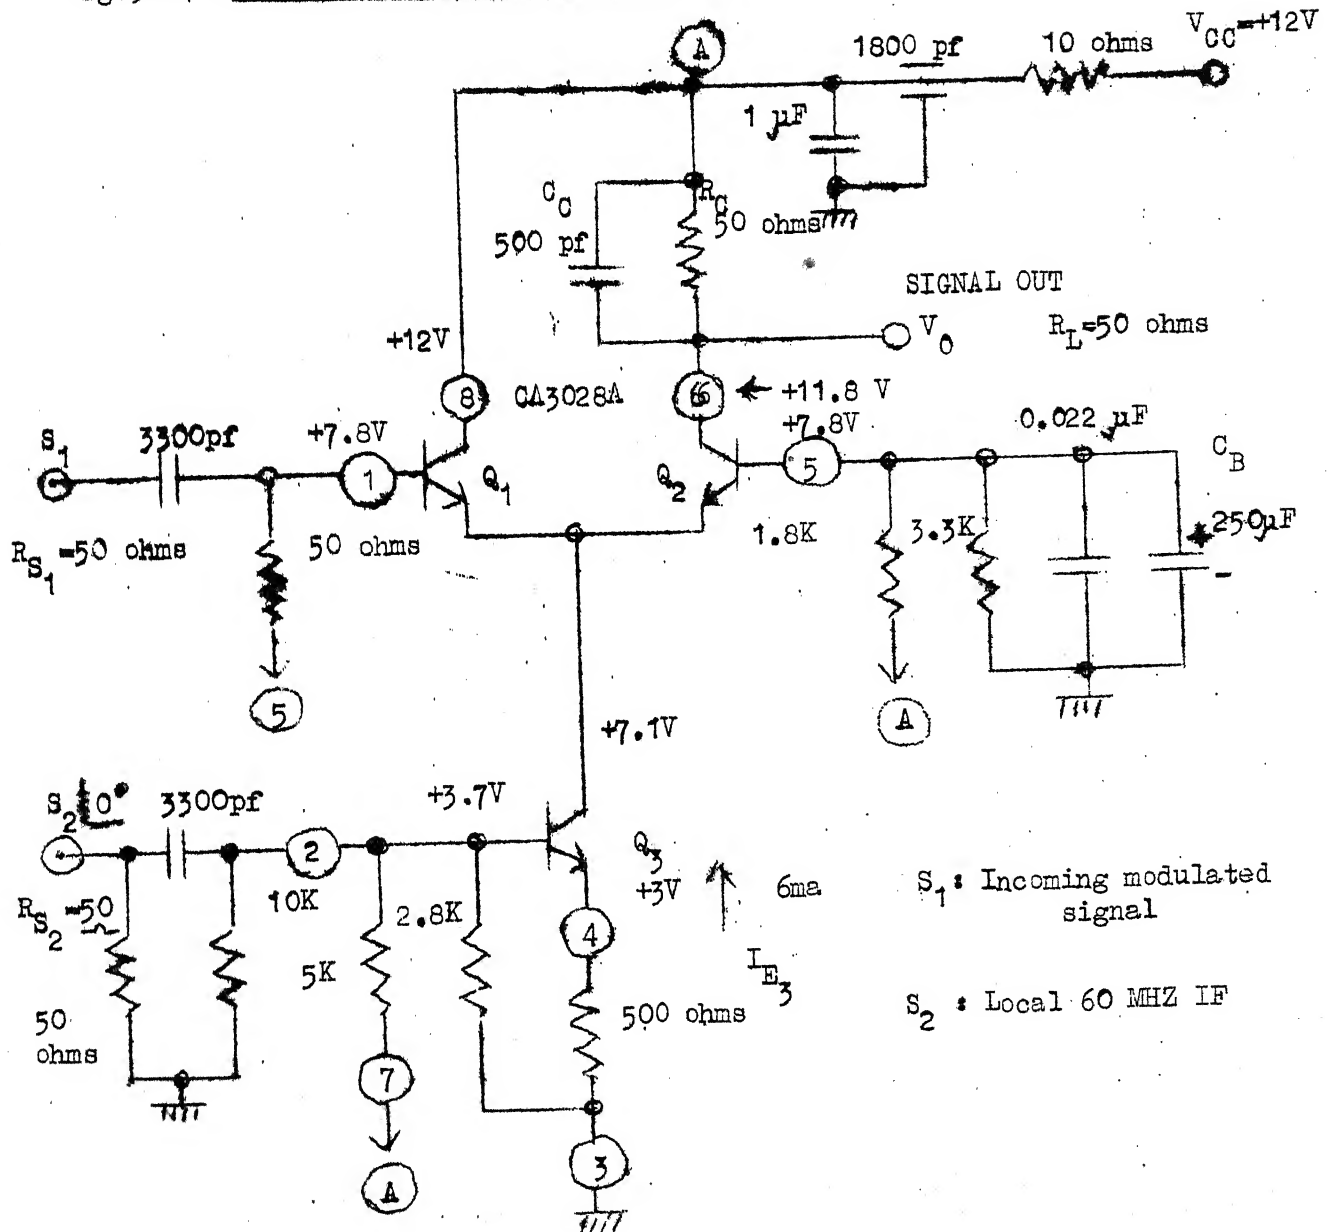 A
1800 pf
10 ohms
V_CC=+12V
1 µF
C_C
500 pf
R_C
50 ohms
SIGNAL OUT
V_0
R_L=50 ohms
+12V
8
CA3028A
6
+11.8 V
+7.8V
S_1
3300pf
+7.8V
1
Q_1
Q_2
5
0.022 µF
C_B
R_S_1=50 ohms
50 ohms
1.8K
3.3K
250µF
-
5
A
+7.1V
S_2 0°
3300pf
+3.7V
2
Q_3
+3V
6ma
S_1: Incoming modulated
signal
R_S_2=50
10K
2.8K
4
I_E_3
5K
500 ohms
S_2 : Local 60 MHZ IF
50
ohms
7
3
A